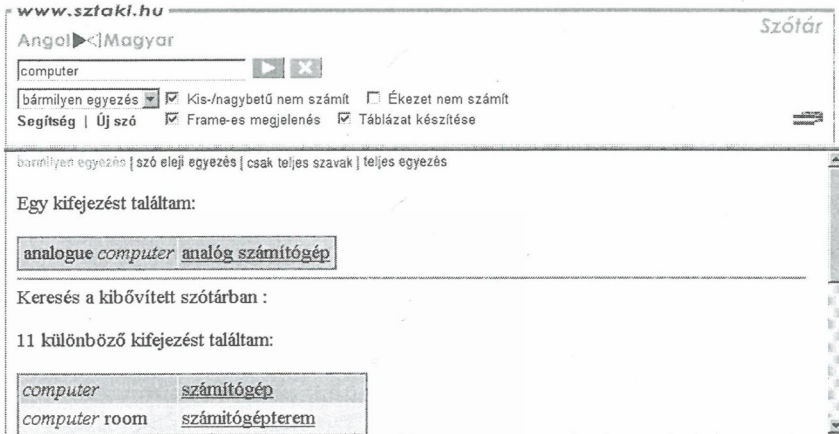 www.sztaki.hu
Szótár
Angol Magyar
computer
bármilyen egyezés Kis-/nagybetű nem számít Ékezet nem számít
Segítség | Új szó Frame-es megjelenés Táblázat készítése
bármilyen egyezés | szó eleji egyezés | csak teljes szavak | teljes egyezés
Egy kifejezést találtam:
analogue computer analóg számítógép
Keresés a kibővített szótárban :
11 különböző kifejezést találtam:
computer számítógép
computer room számitógépterem